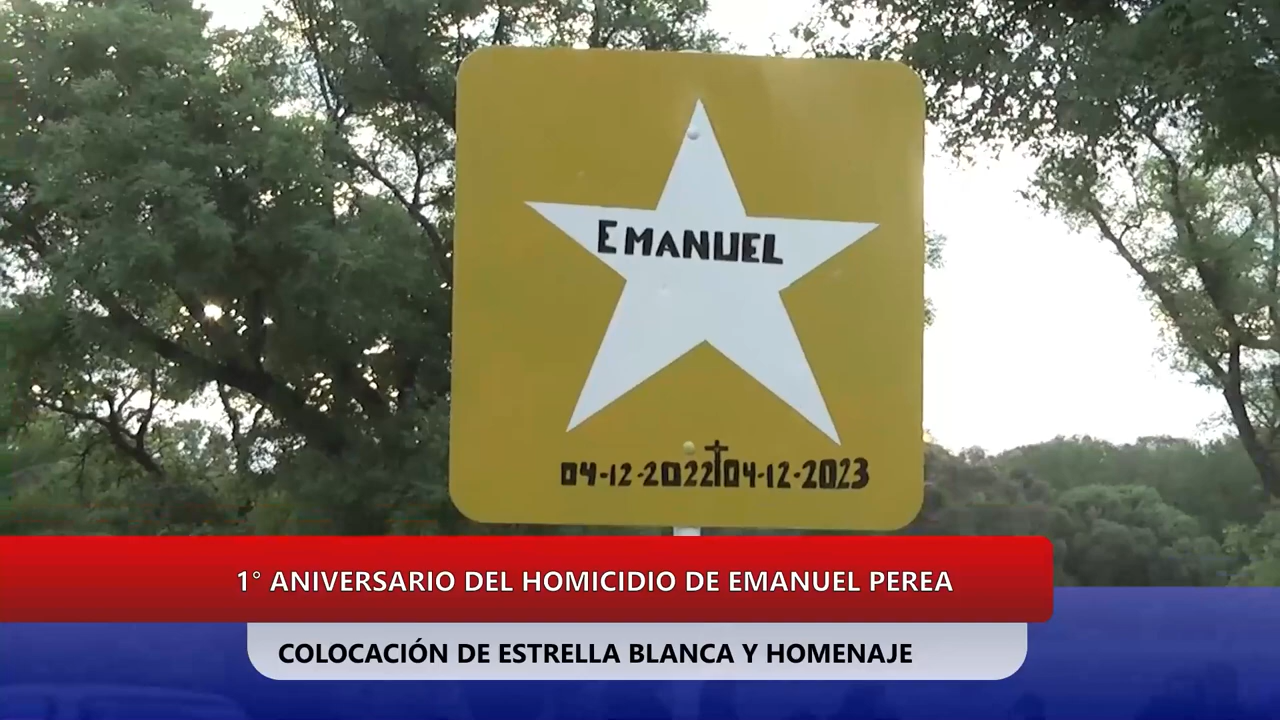 EMANUEL
04-12-2022✝04-12-2023
1° ANIVERSARIO DEL HOMICIDIO DE EMANUEL PEREA
COLOCACIÓN DE ESTRELLA BLANCA Y HOMENAJE